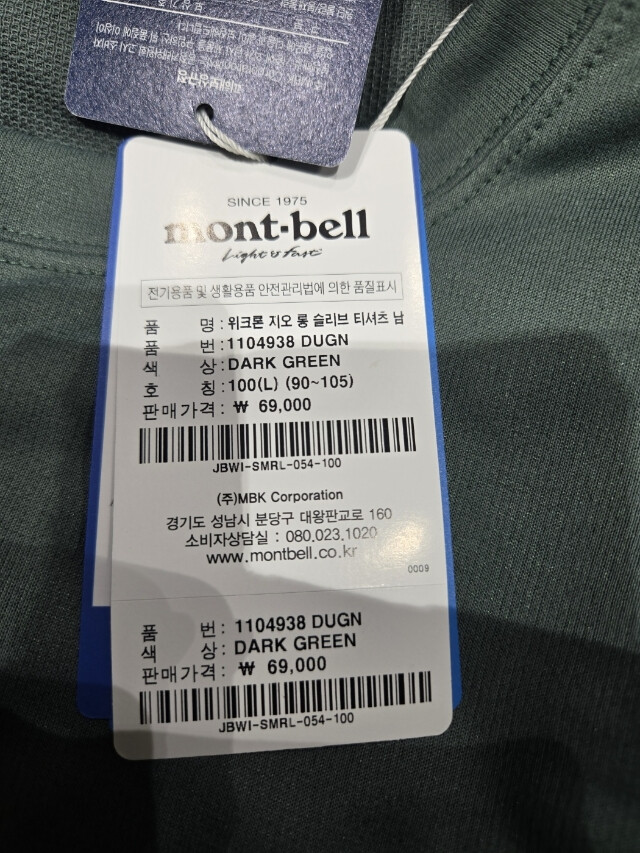 SINCE 1975
mont-bell
Light & Fast
전기용품 및 생활용품 안전관리법에 의한 품질표시
품 명 : 위크론 지오 롱 슬리브 티셔츠 남
품 번 : 1104938 DUGN
색 상 : DARK GREEN
호 칭 : 100(L) (90~105)
판매가격 : ₩ 69,000
JBWI-SMRL-054-100
(주)MBK Corporation
경기도 성남시 분당구 대왕판교로 160
소비자상담실 : 080.023.1020
www.montbell.co.kr
0009
품 번 : 1104938 DUGN
색 상 : DARK GREEN
판매가격 : ₩ 69,000
JBWI-SMRL-054-100